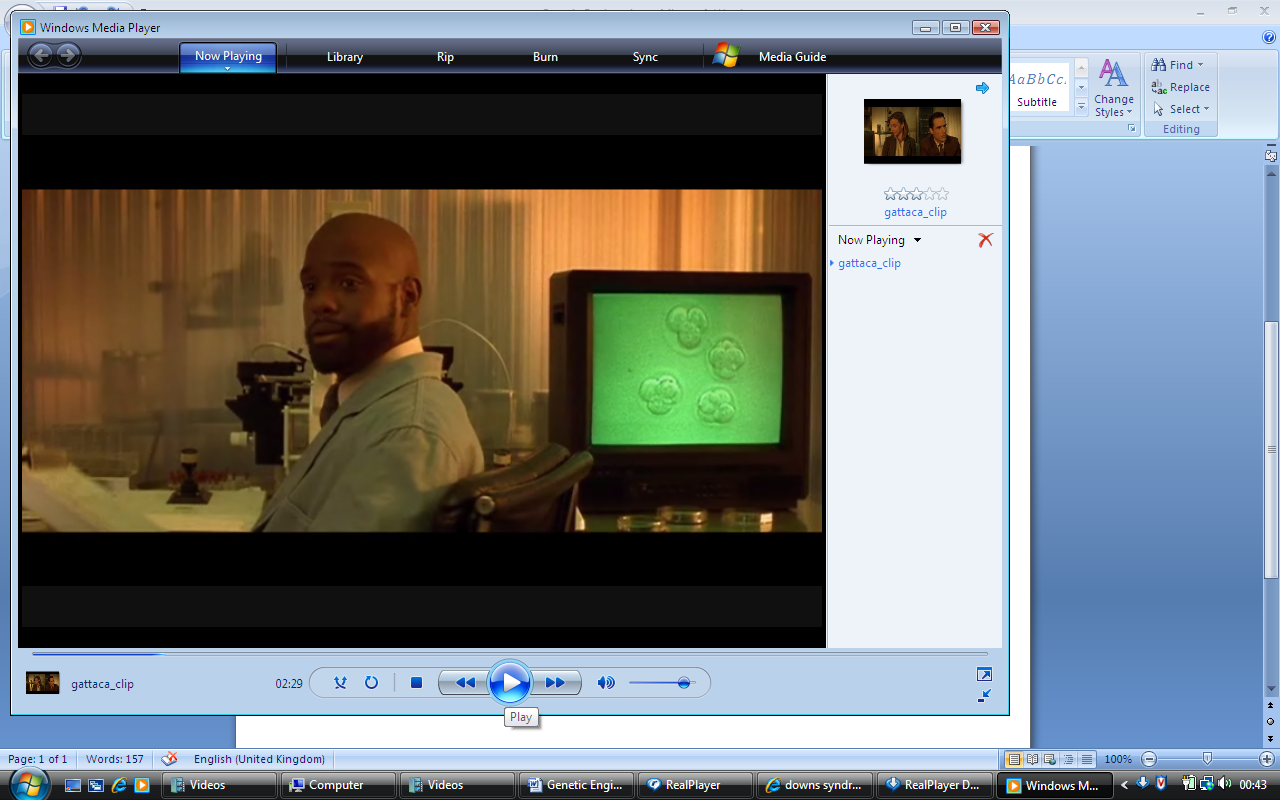 Windows Media Player
Now Playing
Library
Rip
Burn
Sync
Media Guide
AaBbCc.
Subtitle
Change
Styles
Find
Replace
Select
Editing
gattaca_clip
Now Playing
gattaca_clip
gattaca_clip
02:29
Play
Page: 1 of 1
Words: 157
English (United Kingdom)
100%
Videos
Computer
Videos
Genetic Engi...
RealPlayer
downs syndr...
RealPlayer D...
Windows M...
00:43